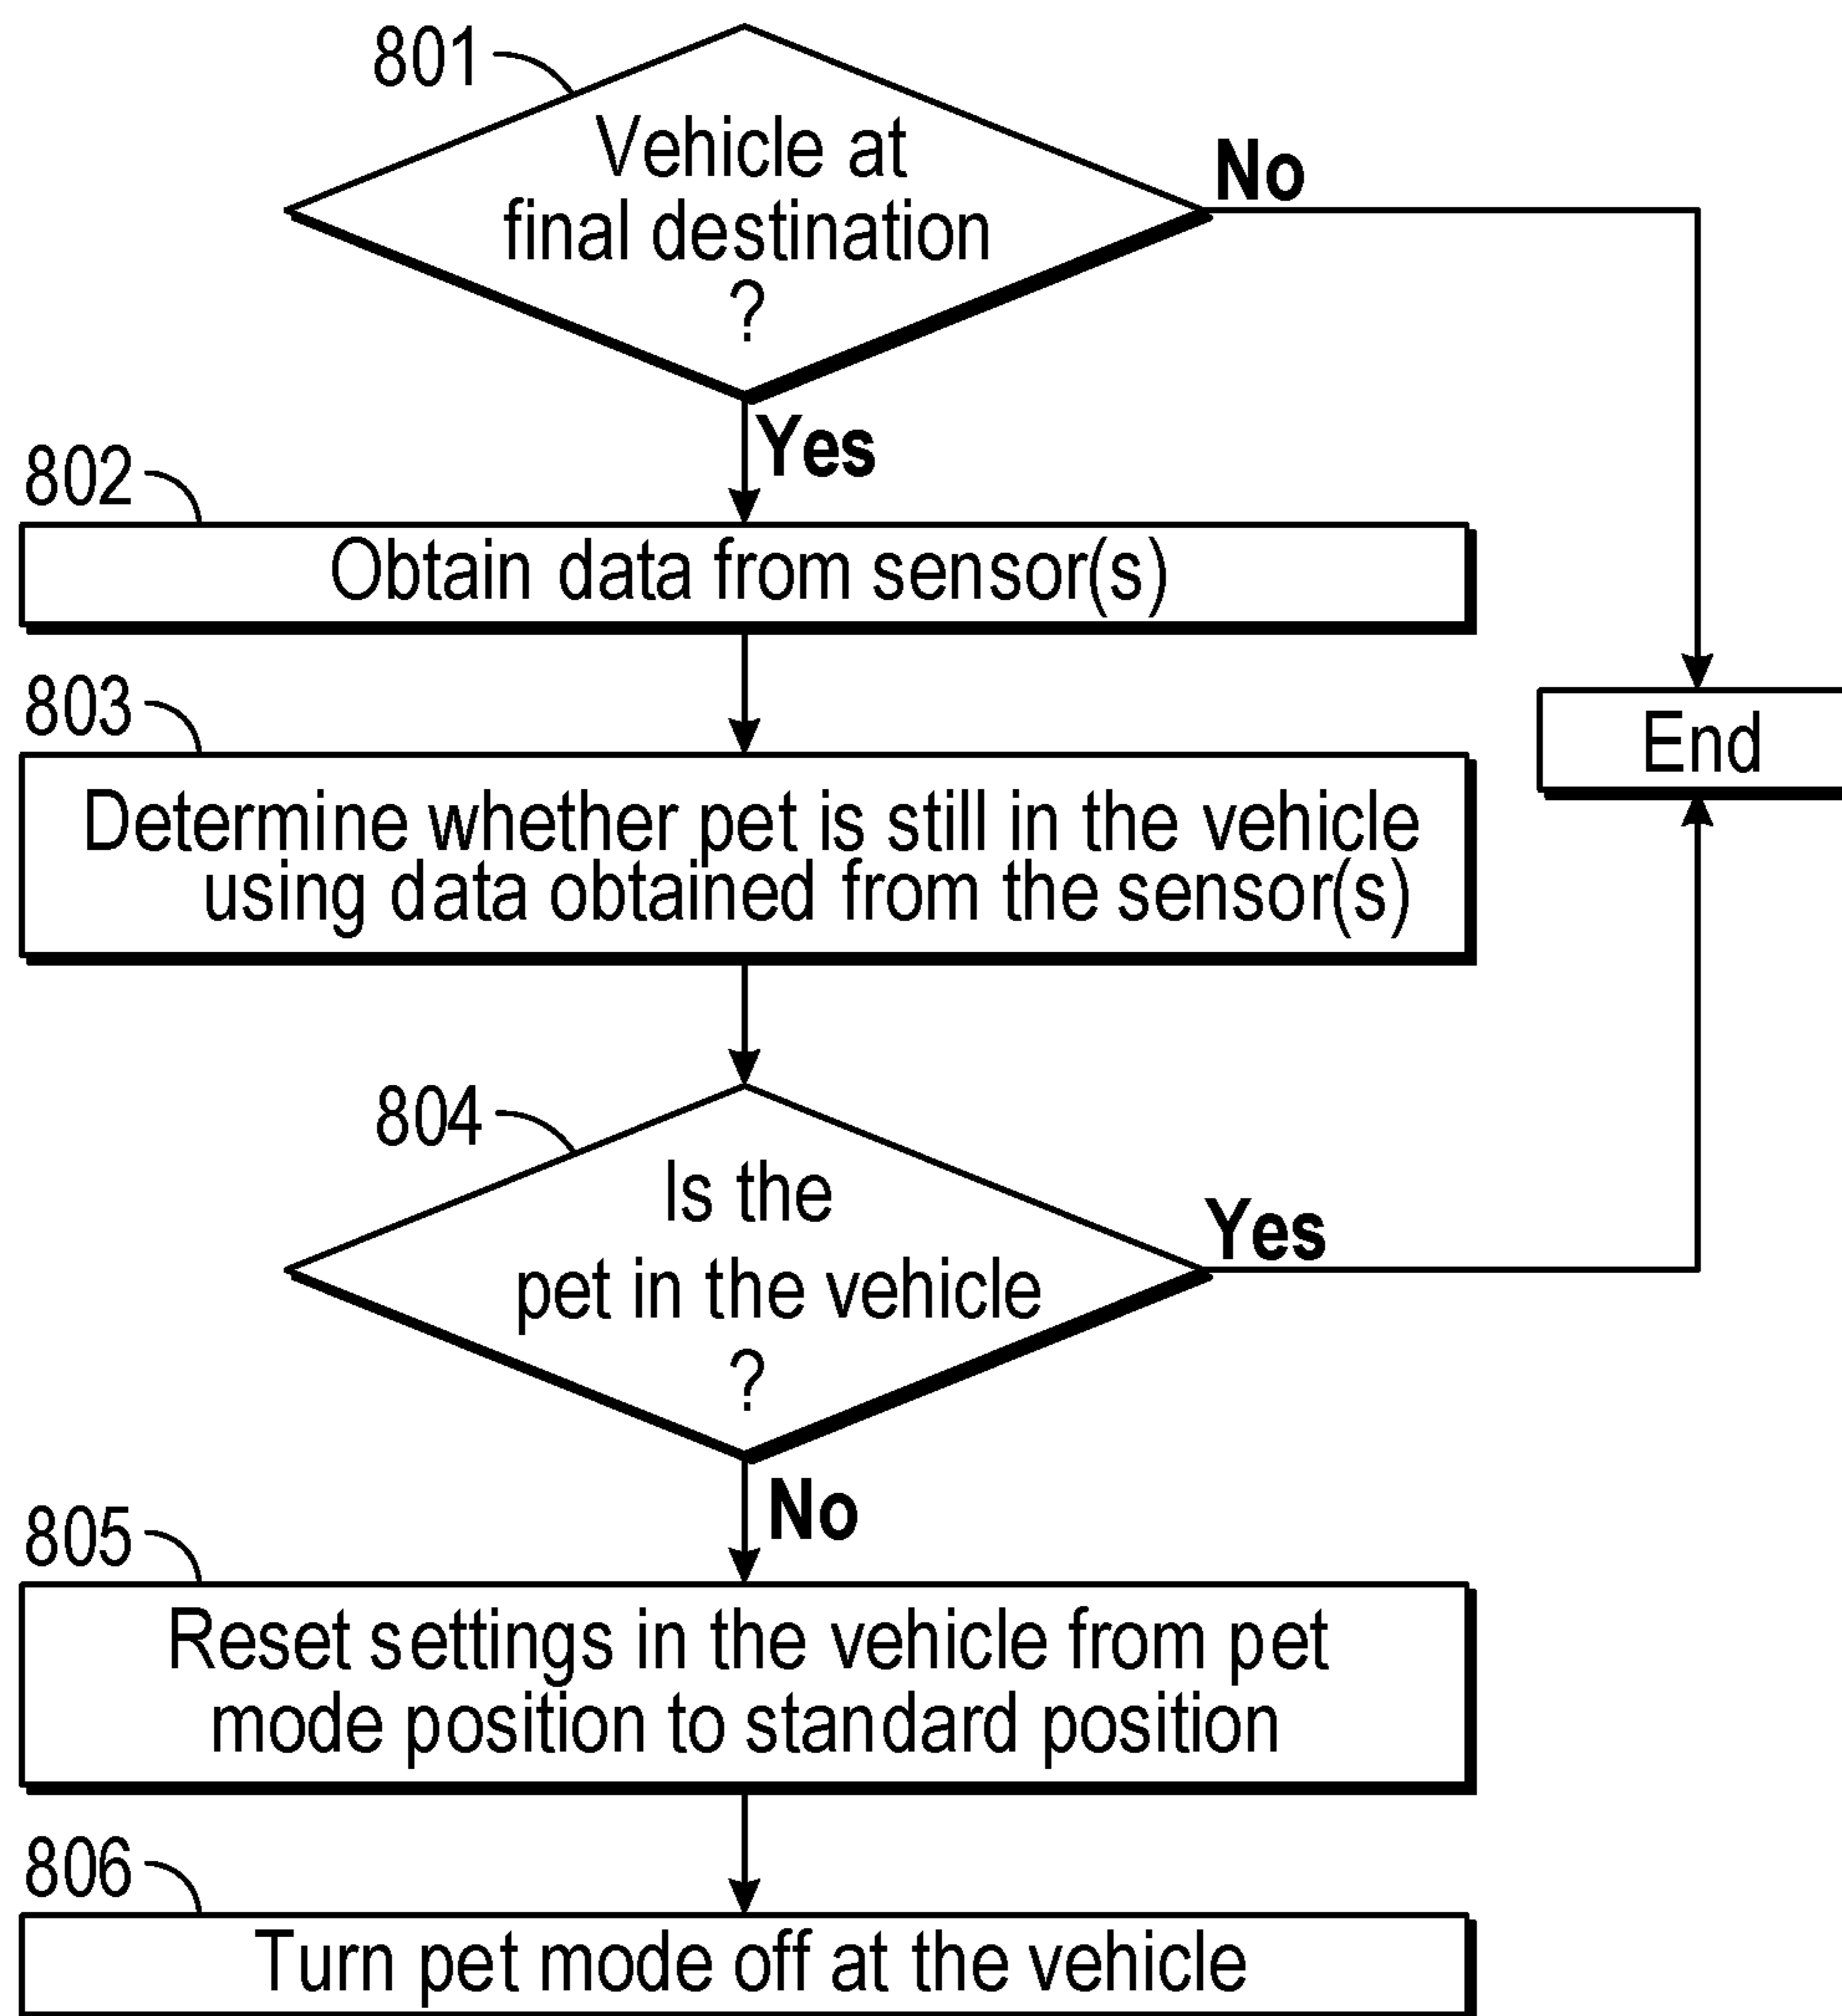 801
Vehicle at
final destination
?
No
Yes
802
Obtain data from sensor(s)
803
Determine whether pet is still in the vehicle
using data obtained from the sensor(s)
End
804
Is the
pet in the vehicle
?
Yes
No
805
Reset settings in the vehicle from pet
mode position to standard position
806
Turn pet mode off at the vehicle